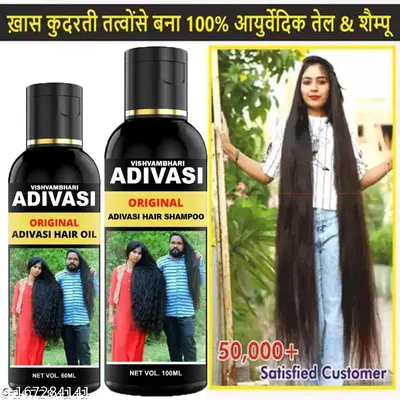 ख़ास कुदरती तत्वोंसे बना 100% आयुर्वेदिक तेल & शैम्पू
VISHVAMBHARI
ADIVASI
ORIGINAL
ADIVASI HAIR OIL
NET VOL. 60ML
VISHVAMBHARI
ADIVASI
ORIGINAL
ADIVASI HAIR SHAMPOO
NET VOL. 100ML
50,000+
Satisfied Customer
S-167284141